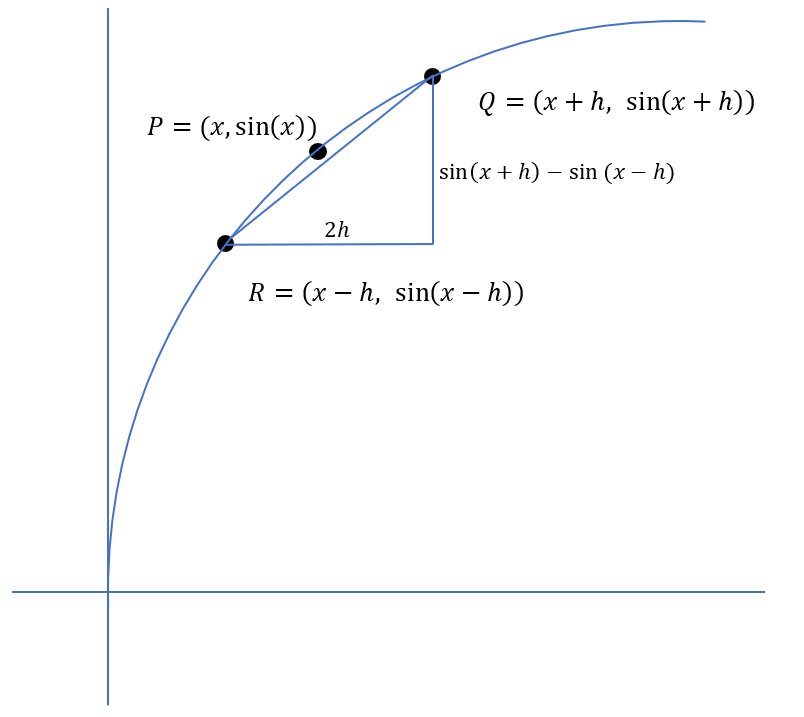 Q = (x + h, sin(x + h))
P = (x, sin(x))
sin(x + h) − sin (x − h)
2h
R = (x − h, sin(x − h))